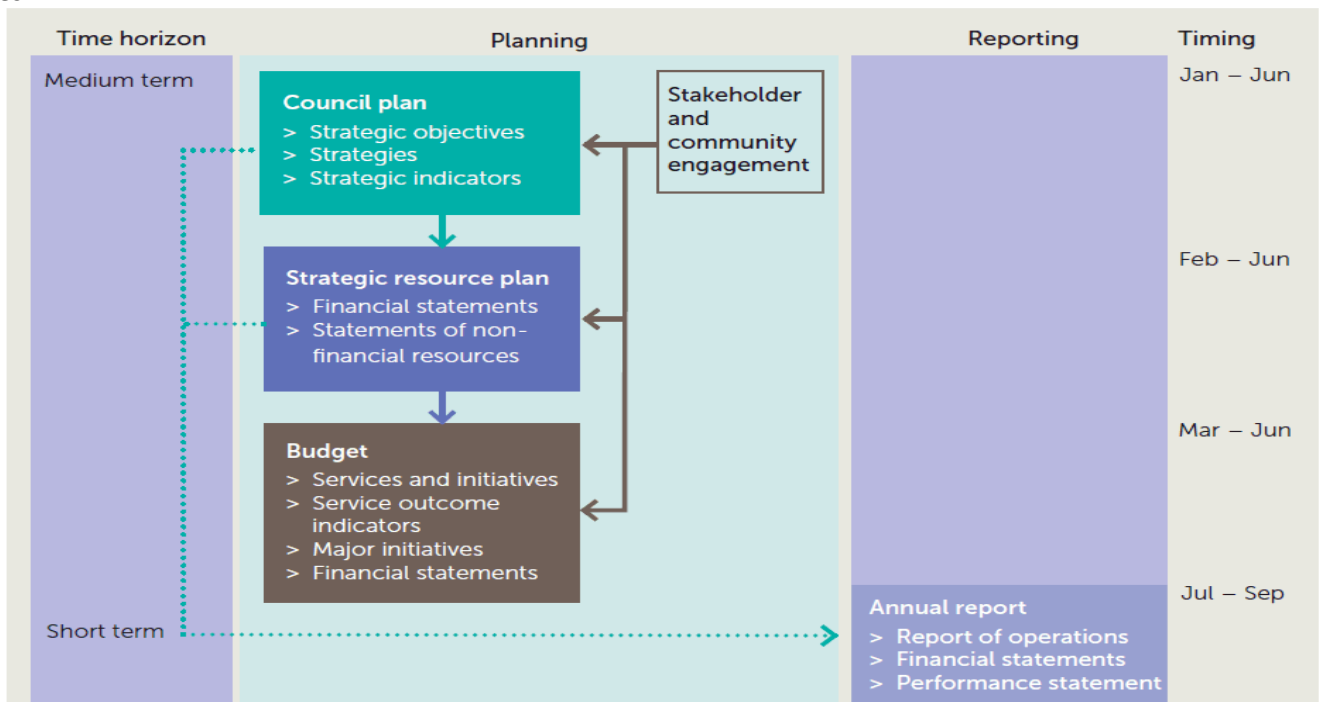 Time horizon
Planning
Reporting
Timing
Medium term
Jan – Jun
Council plan
> Strategic objectives
> Strategies
> Strategic indicators
Stakeholder
and
community
engagement
Feb – Jun
Strategic resource plan
> Financial statements
> Statements of non-
financial resources
Mar – Jun
Budget
> Services and initiatives
> Service outcome
indicators
> Major initiatives
> Financial statements
Jul – Sep
Short term
Annual report
> Report of operations
> Financial statements
> Performance statement